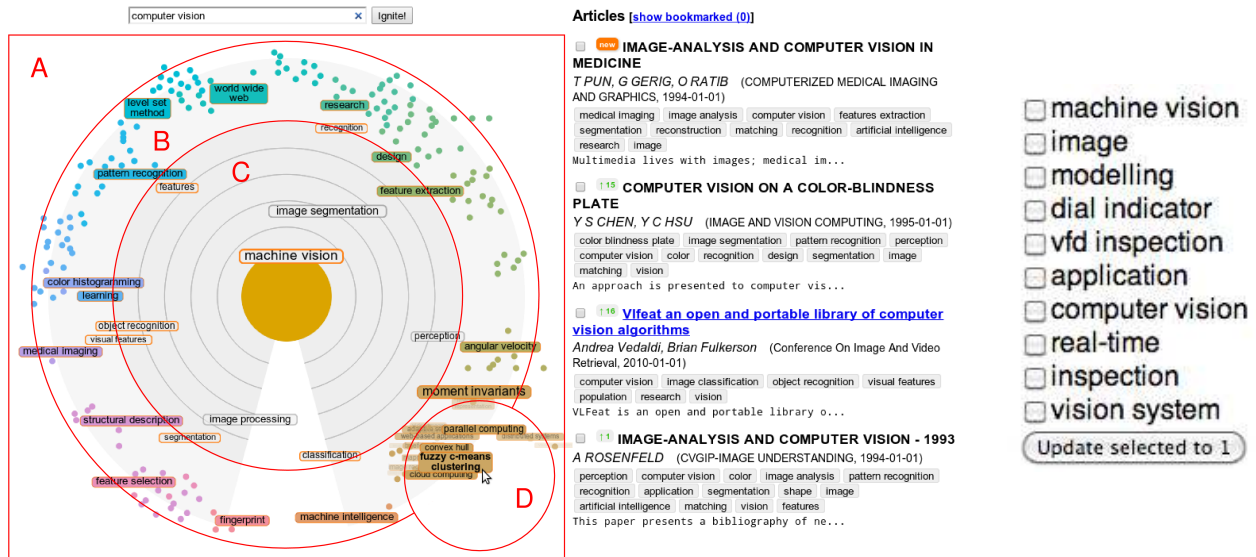 computer vision
Ignite!
A
B
C
D
world wide
web
level set
method
research
recognition
design
pattern recognition
features
feature extraction
image segmentation
machine vision
color histogramming
learning
object recognition
visual features
medical imaging
perception
angular velocity
moment invariants
structural description
image processing
segmentation
classification
parallel computing
convex hull
fuzzy c-means
clustering
cloud computing
feature selection
fingerprint
machine intelligence
Articles [show bookmarked (0)]
new IMAGE-ANALYSIS AND COMPUTER VISION IN
MEDICINE
T PUN, G GERIG, O RATIB (COMPUTERIZED MEDICAL IMAGING
AND GRAPHICS, 1994-01-01)
medical imaging image analysis computer vision features extraction
segmentation reconstruction matching recognition artificial intelligence
research image
Multimedia lives with images; medical im...
↑15 COMPUTER VISION ON A COLOR-BLINDNESS
PLATE
Y S CHEN, Y C HSU (IMAGE AND VISION COMPUTING, 1995-01-01)
color blindness plate image segmentation pattern recognition perception
computer vision color recognition design segmentation image
matching vision
An approach is presented to computer vis...
↑16 Vlfeat an open and portable library of computer
vision algorithms
Andrea Vedaldi, Brian Fulkerson (Conference On Image And Video
Retrieval, 2010-01-01)
computer vision image classification object recognition visual features
population research vision
VLFeat is an open and portable library o...
↑1 IMAGE-ANALYSIS AND COMPUTER VISION - 1993
A ROSENFELD (CVGIP-IMAGE UNDERSTANDING, 1994-01-01)
perception computer vision color image analysis pattern recognition
recognition application segmentation shape image
artificial intelligence matching vision features
This paper presents a bibliography of ne...
machine vision
image
modelling
dial indicator
vfd inspection
application
computer vision
real-time
inspection
vision system
Update selected to 1